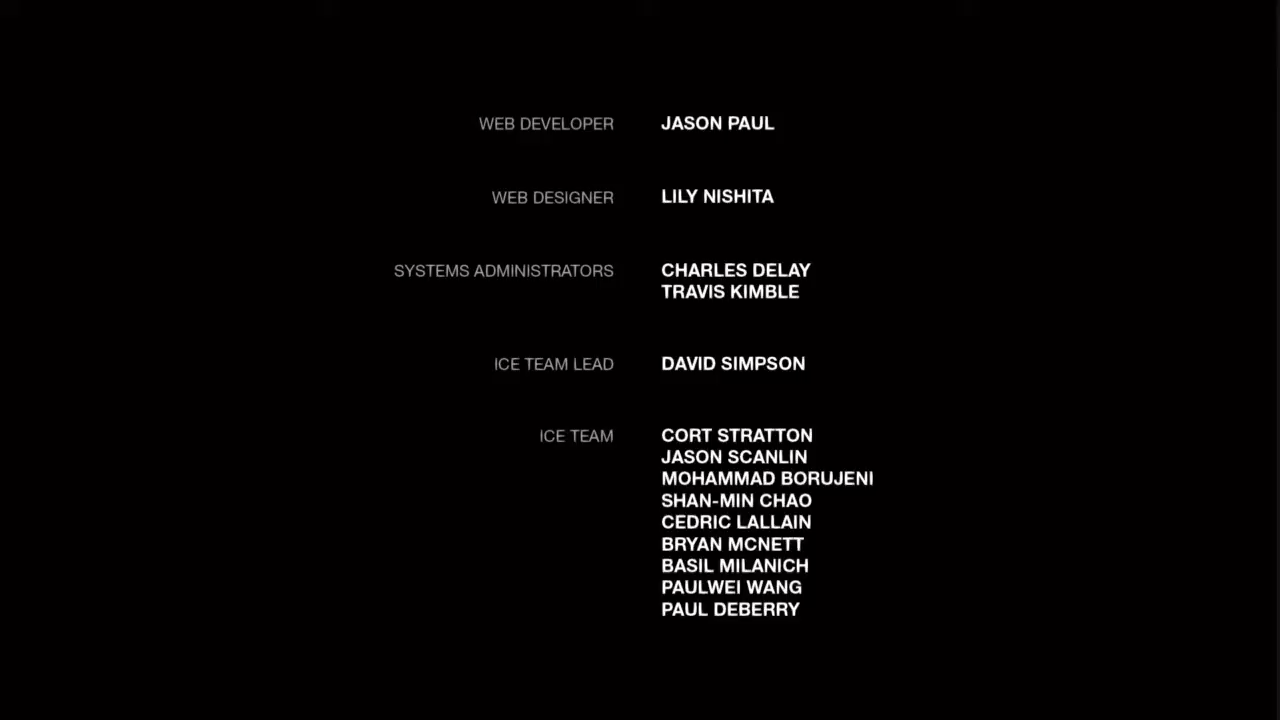 WEB DEVELOPER JASON PAUL
WEB DESIGNER LILY NISHITA
SYSTEMS ADMINISTRATORS CHARLES DELAY
TRAVIS KIMBLE
ICE TEAM LEAD DAVID SIMPSON
ICE TEAM CORT STRATTON
JASON SCANLIN
MOHAMMAD BORUJENI
SHAN-MIN CHAO
CEDRIC LALLAIN
BRYAN MCNETT
BASIL MILANICH
PAULWEI WANG
PAUL DEBERRY